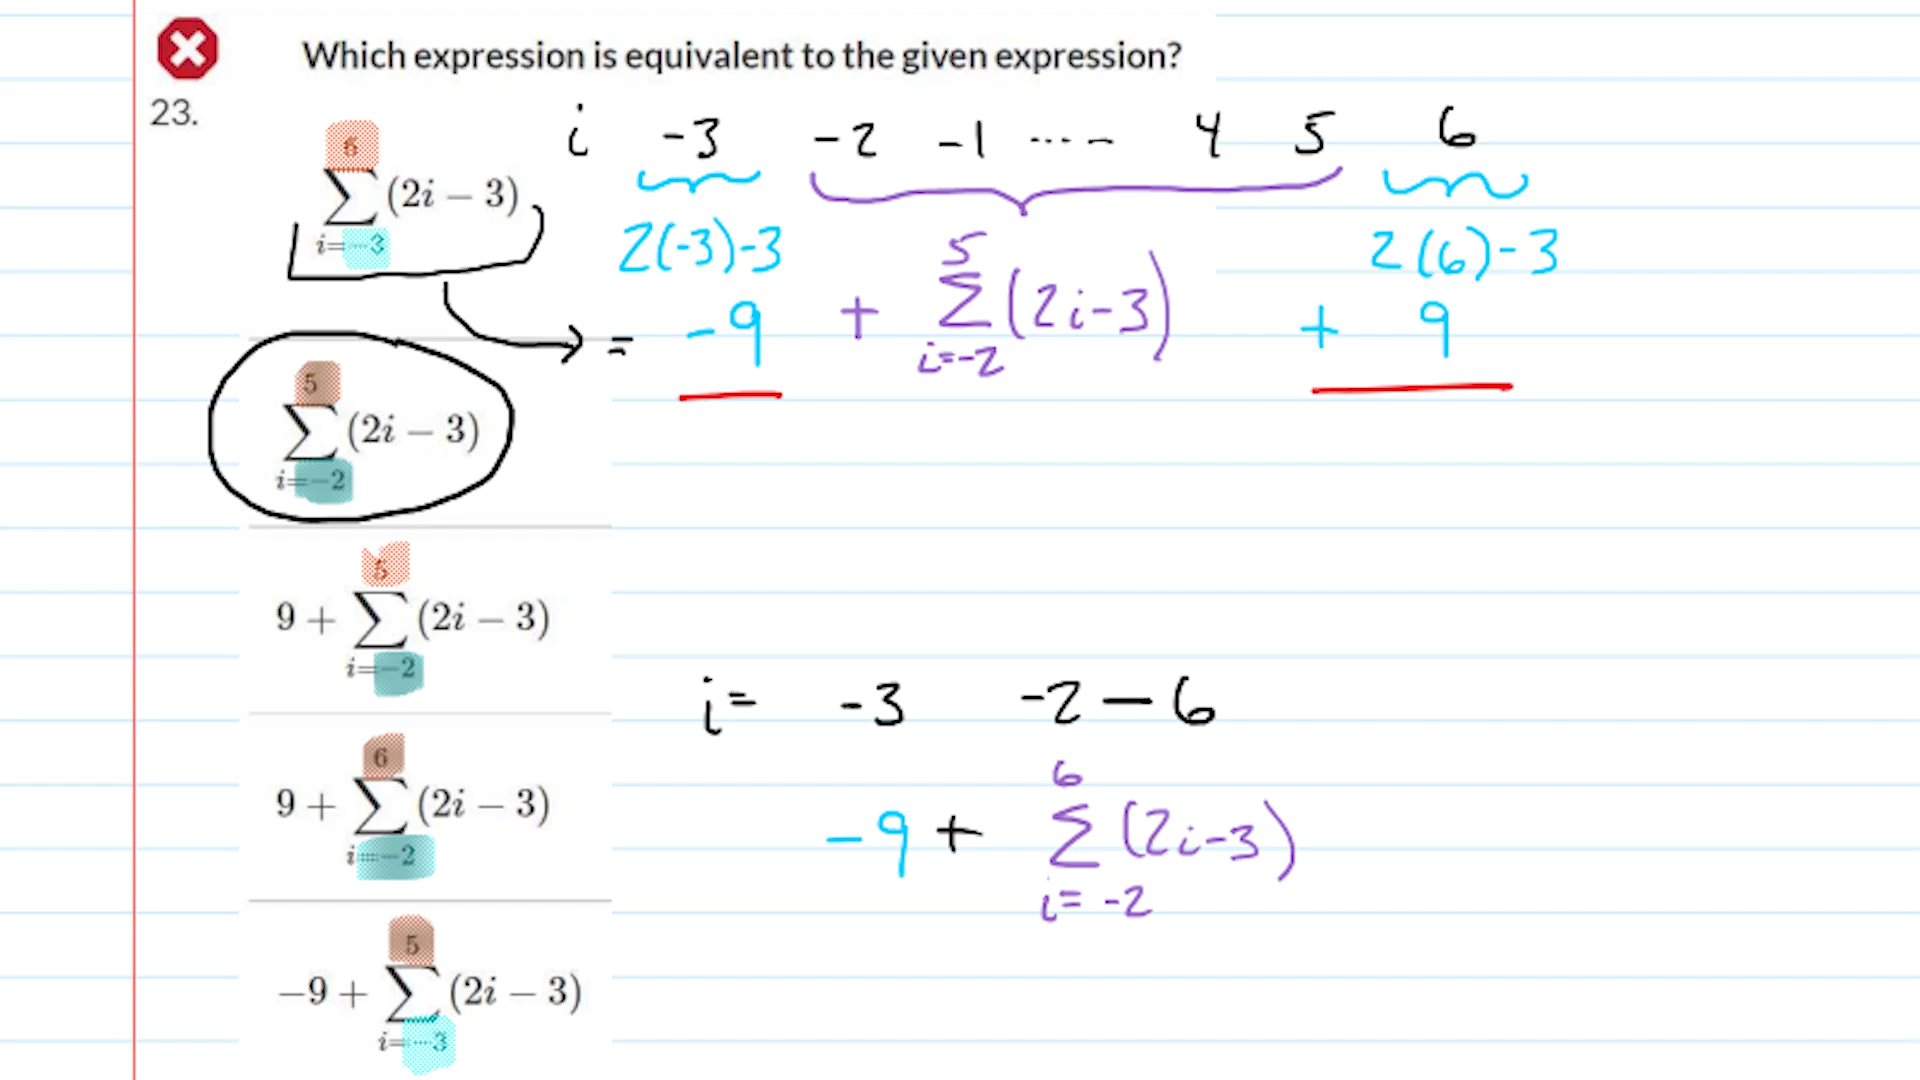 Which expression is equivalent to the given expression?
23.
i -3 -2 -1 ---- 4 5 6
6
∑ (2i − 3)
i=−3
2(-3)-3 2(6)-3
5
= -9 + ∑ (2i-3) + 9
i=-2
5
∑ (2i − 3)
i=−2
5
9 + ∑ (2i − 3)
i=−2
i= -3 -2 — 6
6
9 + ∑ (2i − 3)
i=−2
6
-9 + ∑ (2i-3)
i= -2
5
−9 + ∑ (2i − 3)
i=−3